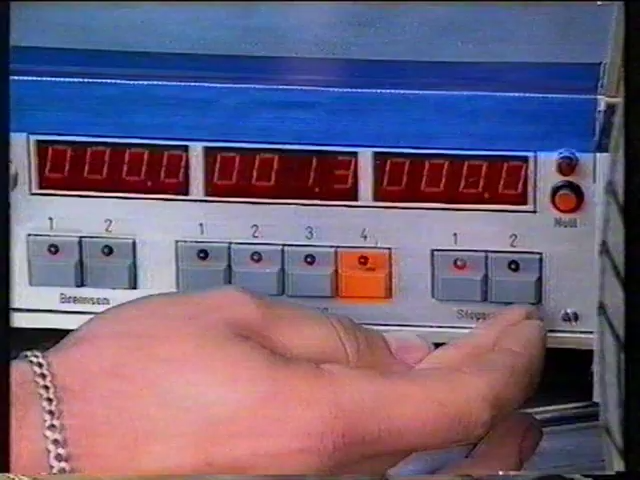 000.0 001.3 000.0
1 2 1 2 3 4 1 2
Null
Bremsen